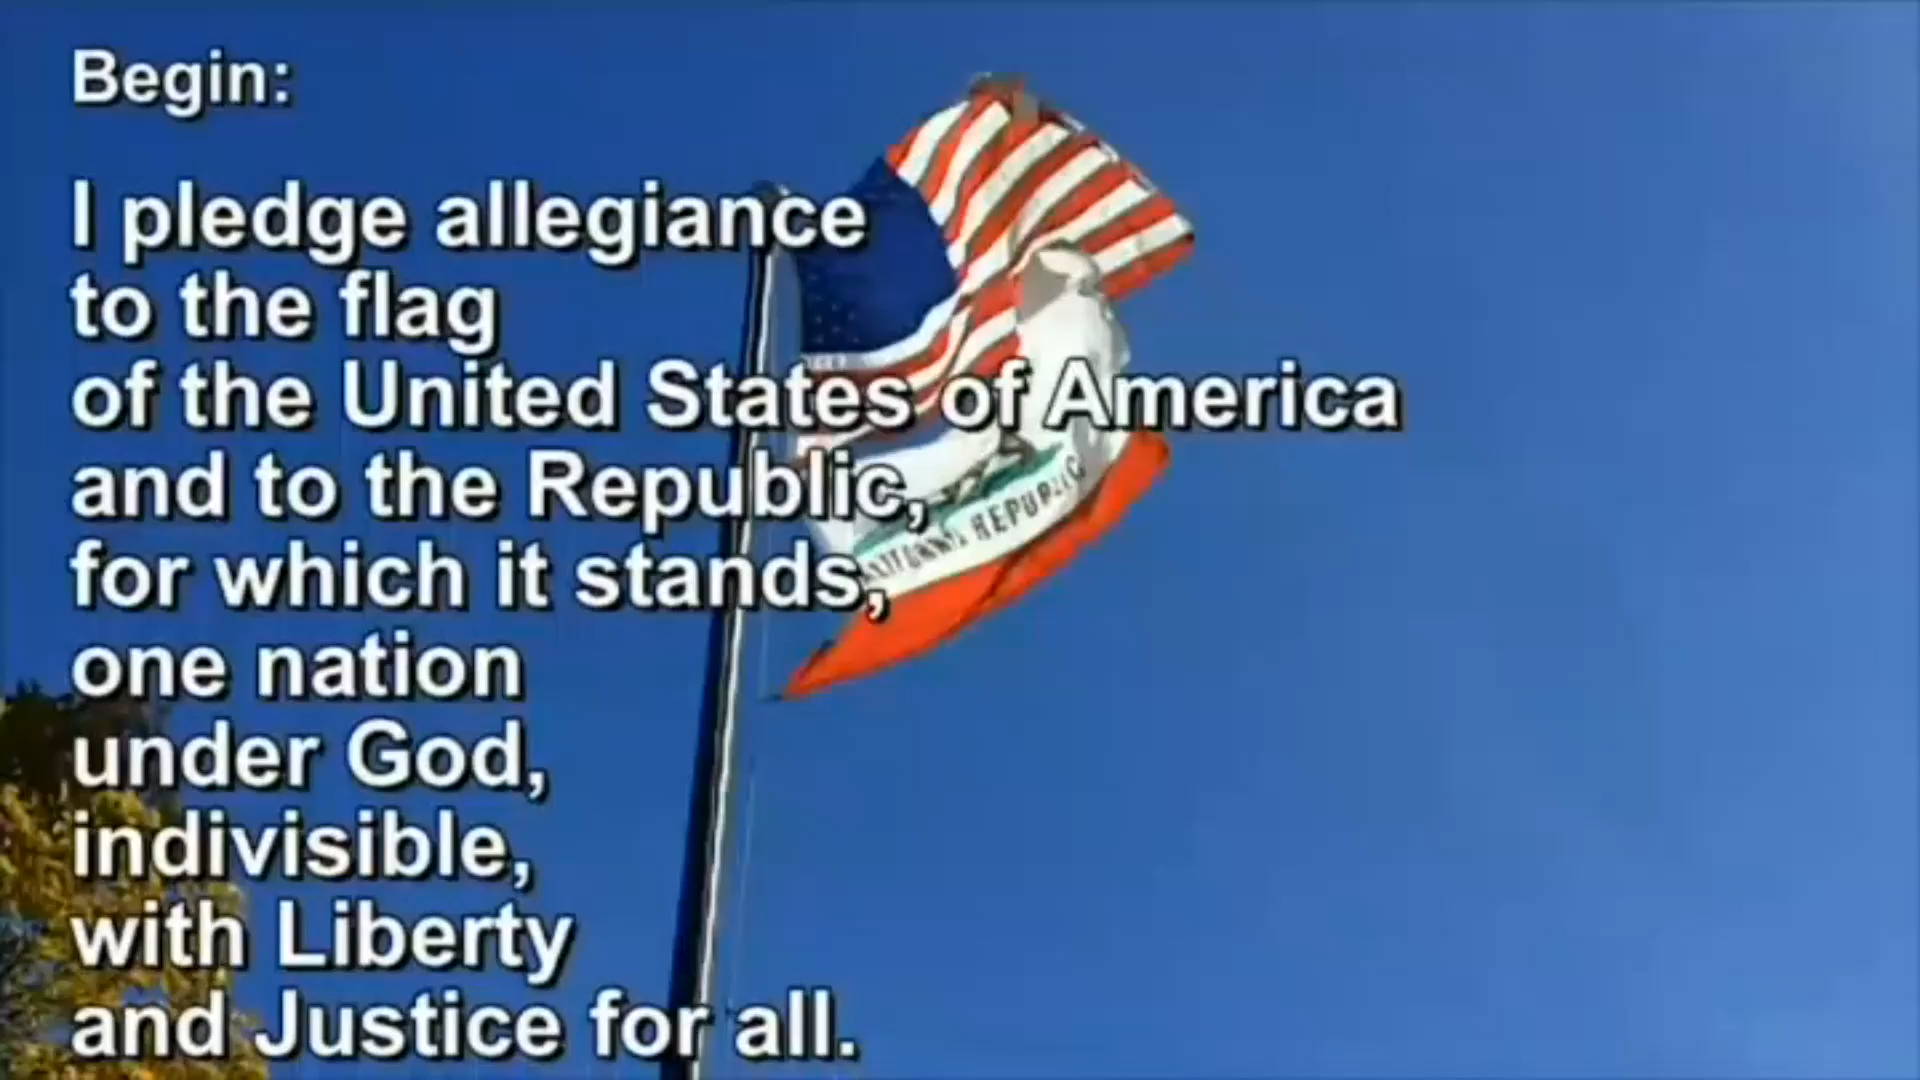 Begin:
I pledge allegiance
to the flag
of the United States of America
and to the Republic,
for which it stands,
one nation
under God,
indivisible,
with Liberty
and Justice for all.
REPUBLIC